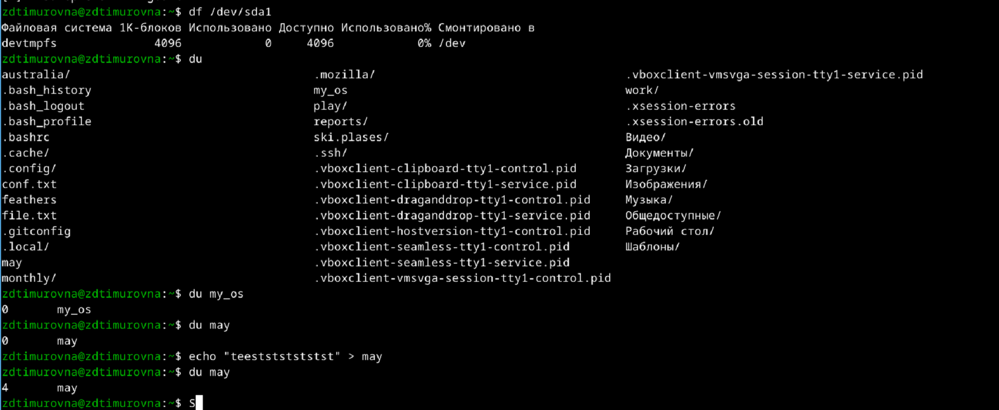 zdtimurovna@zdtimurovna:~$ df /dev/sda1
Файловая система 1K-блоков Использовано Доступно Использовано% Смонтировано в
devtmpfs 4096 0 4096 0% /dev
zdtimurovna@zdtimurovna:~$ du
australia/ .mozilla/ .vboxclient-vmsvga-session-tty1-service.pid
.bash_history my_os work/
.bash_logout play/ .xsession-errors
.bash_profile reports/ .xsession-errors.old
.bashrc ski.plases/ Видео/
.cache/ .ssh/ Документы/
.config/ .vboxclient-clipboard-tty1-control.pid Загрузки/
conf.txt .vboxclient-clipboard-tty1-service.pid Изображения/
feathers .vboxclient-draganddrop-tty1-control.pid Музыка/
file.txt .vboxclient-draganddrop-tty1-service.pid Общедоступные/
.gitconfig .vboxclient-hostversion-tty1-control.pid Рабочий стол/
.local/ .vboxclient-seamless-tty1-control.pid Шаблоны/
may .vboxclient-seamless-tty1-service.pid
monthly/ .vboxclient-vmsvga-session-tty1-control.pid
zdtimurovna@zdtimurovna:~$ du my_os
0 my_os
zdtimurovna@zdtimurovna:~$ du may
0 may
zdtimurovna@zdtimurovna:~$ echo "teestststststst" > may
zdtimurovna@zdtimurovna:~$ du may
4 may
zdtimurovna@zdtimurovna:~$ S